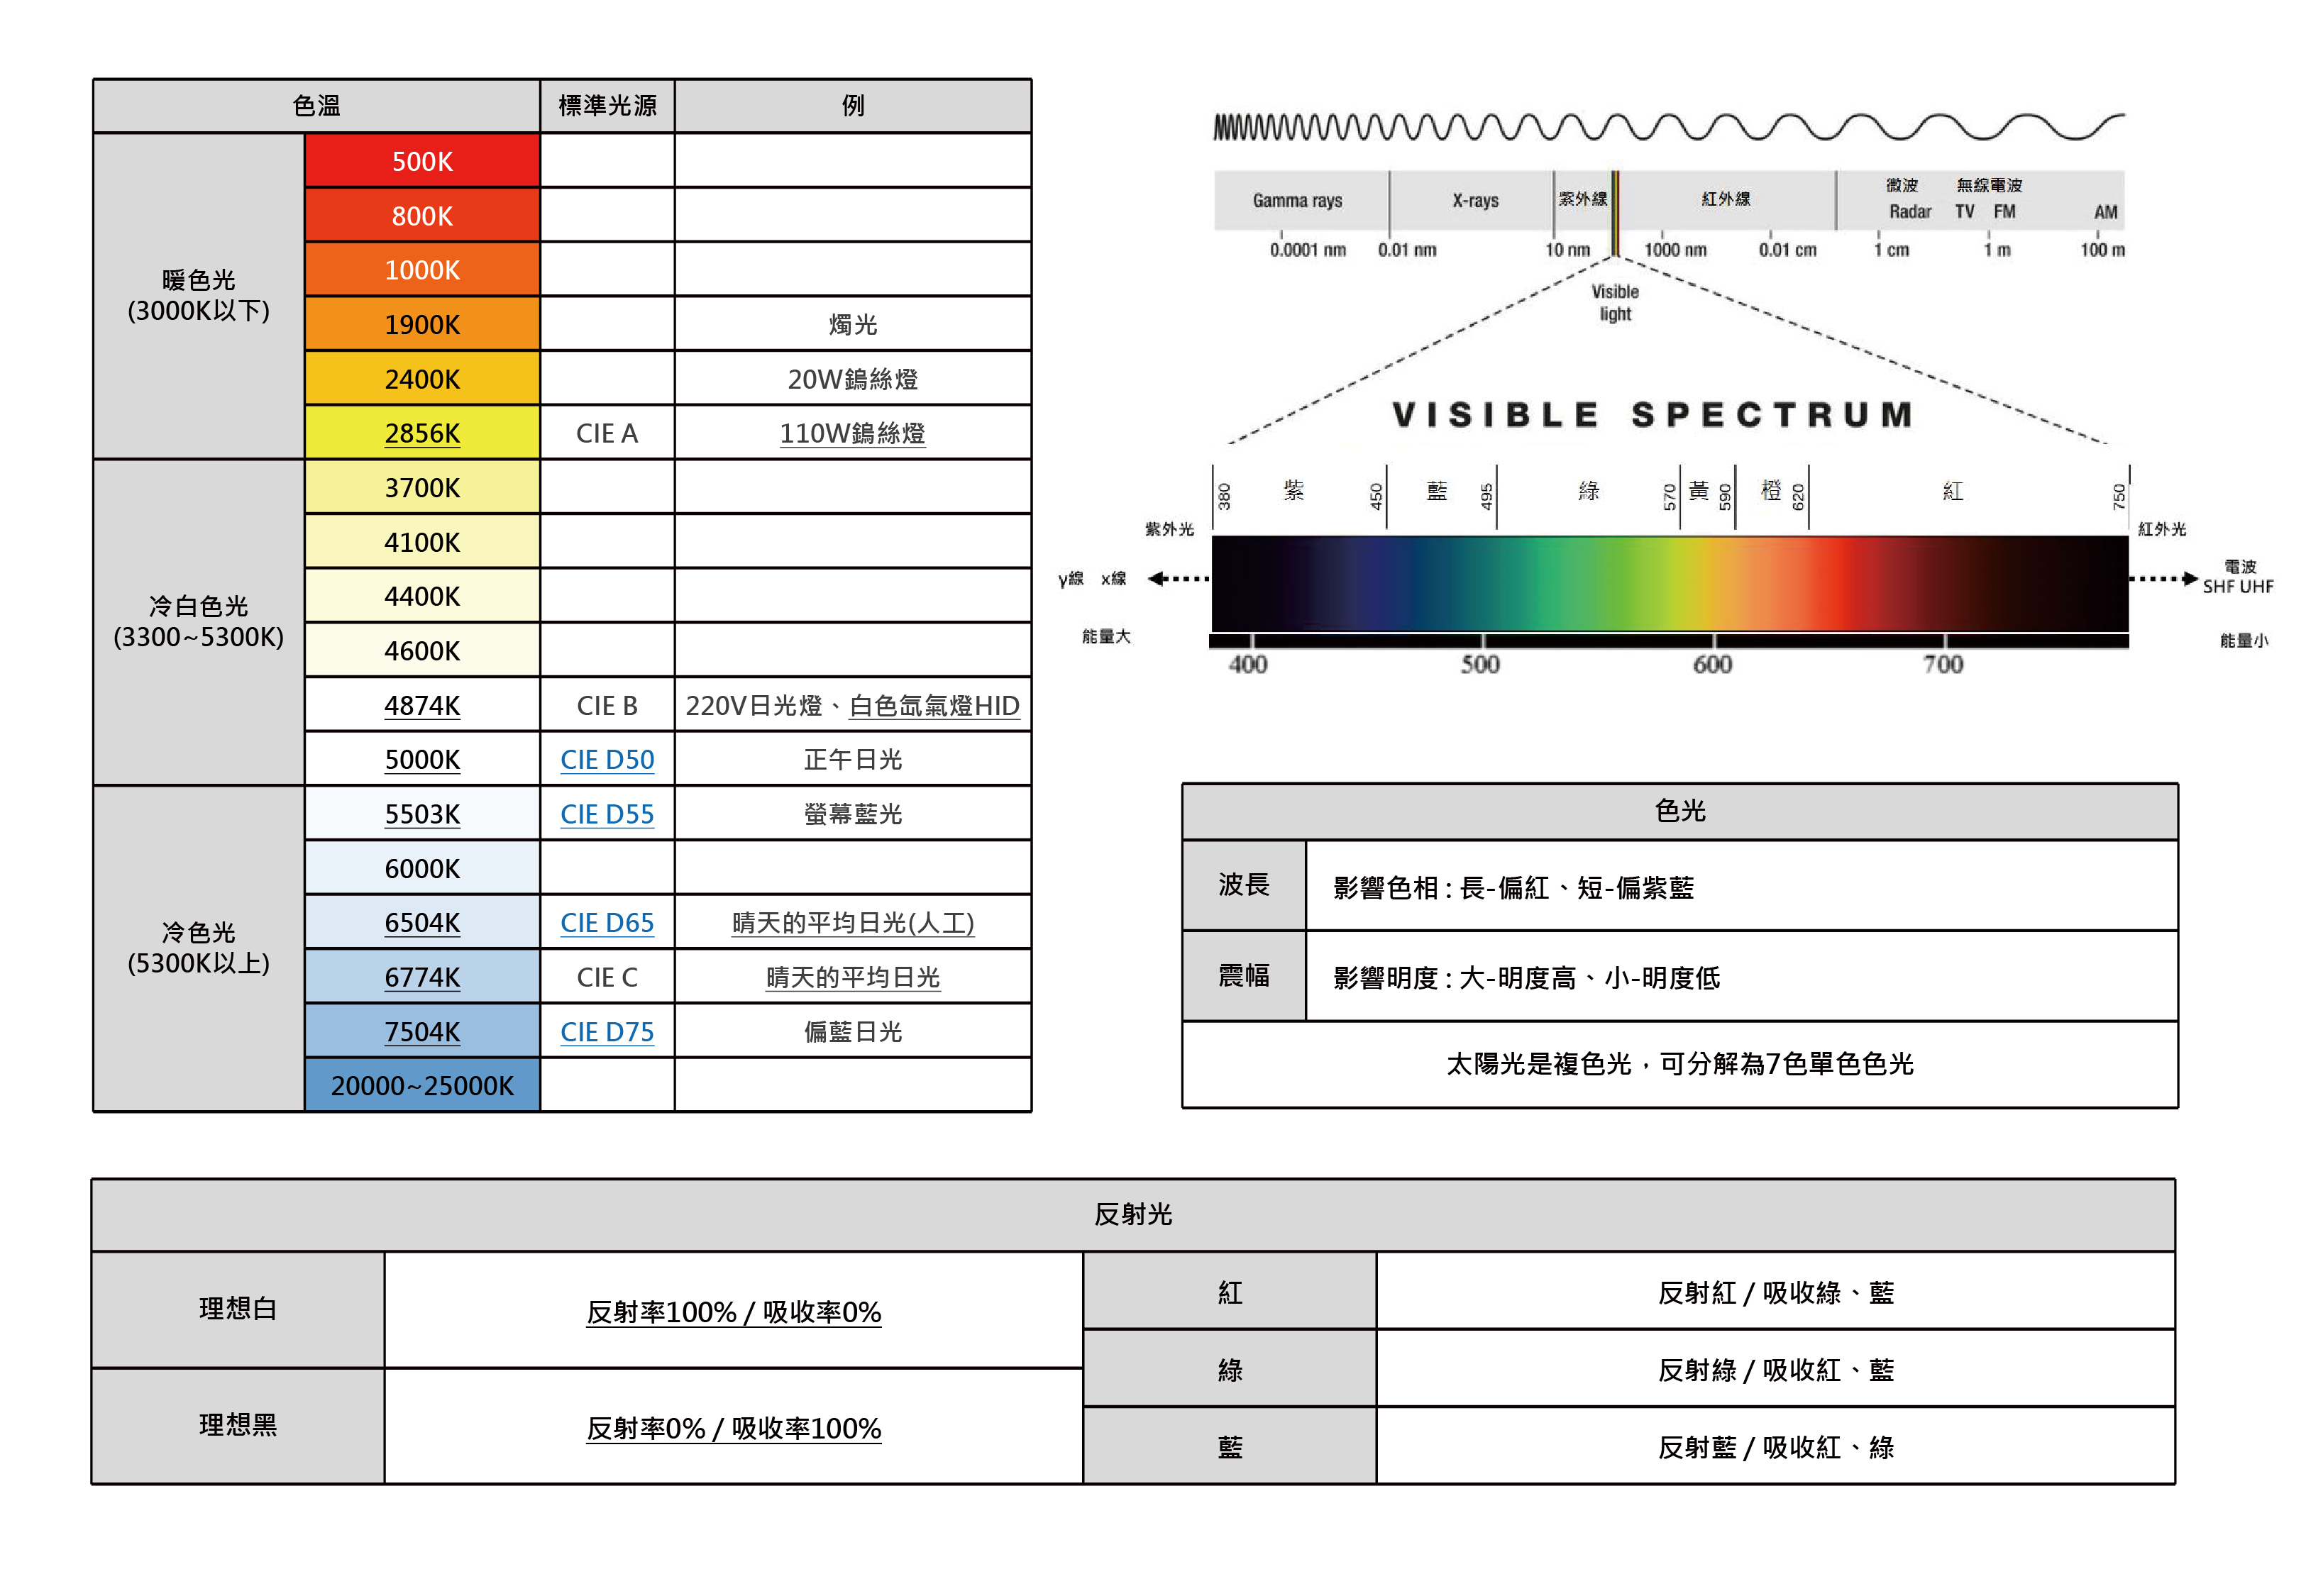 色溫 標準光源 例
暖色光
(3000K以下)
500K
800K
1000K
1900K 燭光
2400K 20W鎢絲燈
2856K CIE A 110W鎢絲燈
冷白色光
(3300~5300K)
3700K
4100K
4400K
4600K
4874K CIE B 220V日光燈、白色氙氣燈HID
5000K CIE D50 正午日光
冷色光
(5300K以上)
5503K CIE D55 螢幕藍光
6000K
6504K CIE D65 晴天的平均日光(人工)
6774K CIE C 晴天的平均日光
7504K CIE D75 偏藍日光
20000~25000K
Gamma rays X-rays 紫外線 紅外線 微波 無線電波
Radar TV FM AM
0.0001 nm 0.01 nm 10 nm 1000 nm 0.01 cm 1 cm 1 m 100 m
Visible
light
VISIBLE SPECTRUM
380 紫 450 藍 495 綠 570 黃 590 橙 620 紅 750
紫外光 紅外光
γ線 x線 電波
SHF UHF
能量大 能量小
400 500 600 700
色光
波長 影響色相 : 長-偏紅、短-偏紫藍
震幅 影響明度 : 大-明度高、小-明度低
太陽光是複色光，可分解為7色單色色光
反射光
理想白 反射率100% / 吸收率0%
理想黑 反射率0% / 吸收率100%
紅 反射紅 / 吸收綠、藍
綠 反射綠 / 吸收紅、藍
藍 反射藍 / 吸收紅、綠